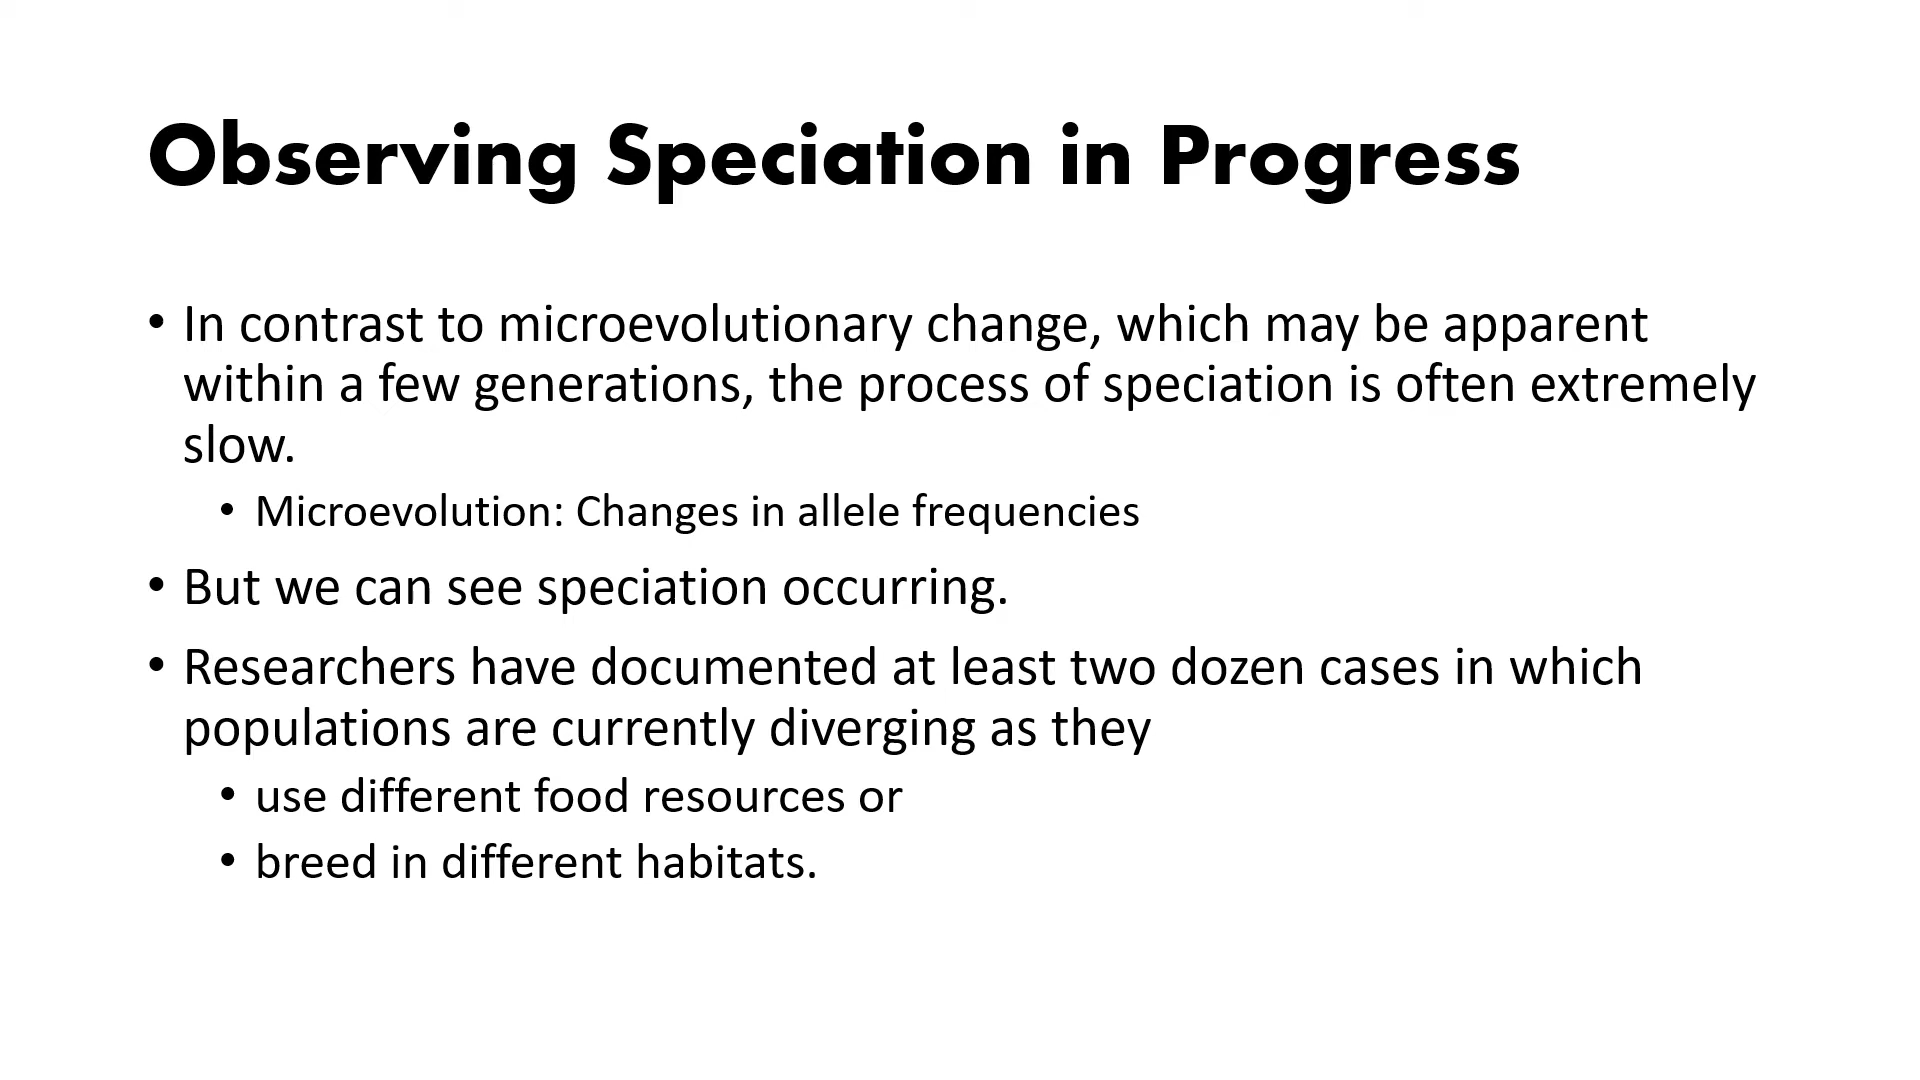 Observing Speciation in Progress
• In contrast to microevolutionary change, which may be apparent
within a few generations, the process of speciation is often extremely
slow.
• Microevolution: Changes in allele frequencies
• But we can see speciation occurring.
• Researchers have documented at least two dozen cases in which
populations are currently diverging as they
• use different food resources or
• breed in different habitats.